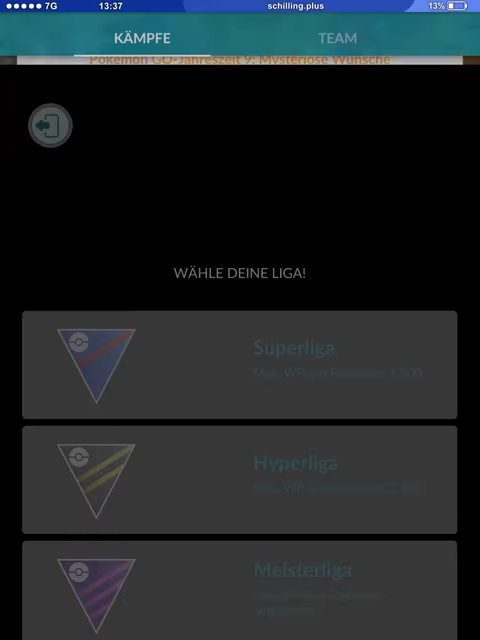 7G 13:37 schilling.plus 13%
KÄMPFE TEAM
Pokémon GO-Jahreszeit 9: Mysteriöse Wünsche
WÄHLE DEINE LIGA!
Superliga
Hyperliga
Meisterliga